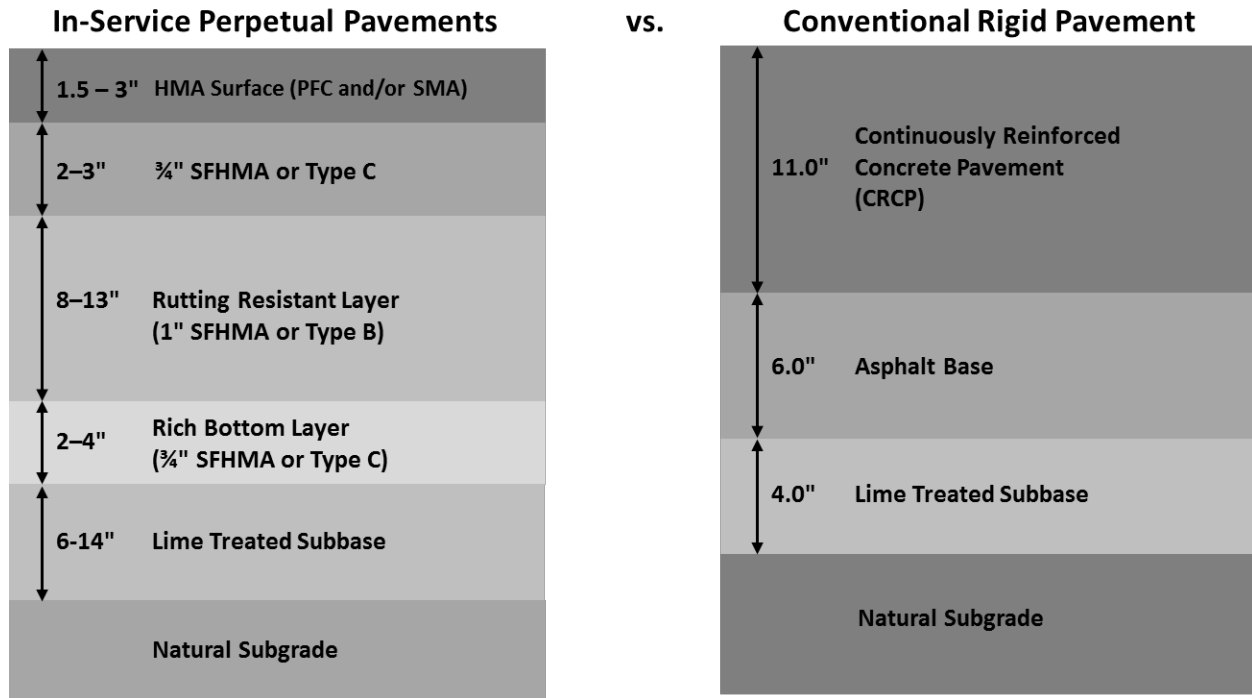 In-Service Perpetual Pavements
vs.
Conventional Rigid Pavement
1.5 – 3" HMA Surface (PFC and/or SMA)
2–3" ¾" SFHMA or Type C
8–13" Rutting Resistant Layer
(1" SFHMA or Type B)
2–4" Rich Bottom Layer
(¾" SFHMA or Type C)
6-14" Lime Treated Subbase
Natural Subgrade
11.0" Continuously Reinforced
Concrete Pavement
(CRCP)
6.0" Asphalt Base
4.0" Lime Treated Subbase
Natural Subgrade